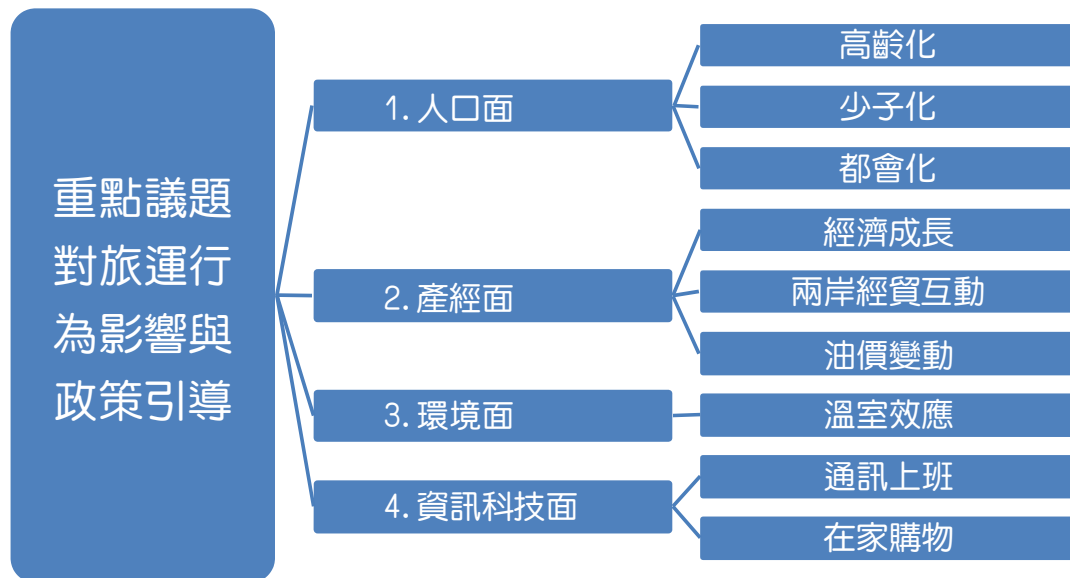 重點議題
對旅運行
為影響與
政策引導
1.人口面
高齡化
少子化
都會化
2.產經面
經濟成長
兩岸經貿互動
油價變動
3.環境面
溫室效應
4.資訊科技面
通訊上班
在家購物